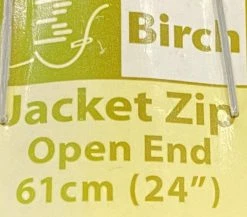 Birch
Jacket Zip
Open End
61cm (24")